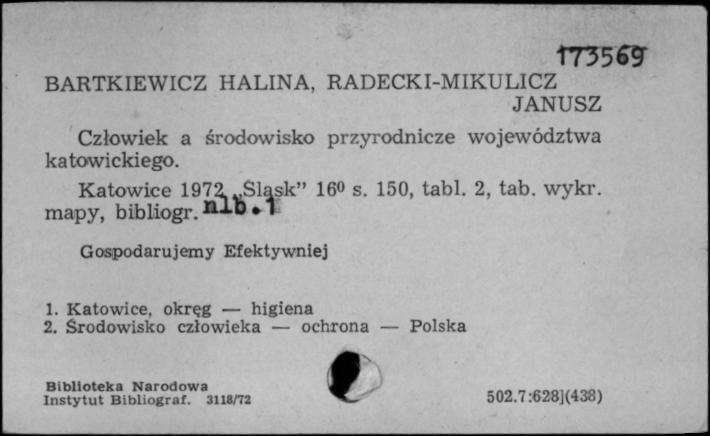 173569
BARTKIEWICZ HALINA, RADECKI-MIKULICZ
JANUSZ
Człowiek a środowisko przyrodnicze województwa
katowickiego.
Katowice 1972 „Śląsk” 16⁰ s. 150, tabl. 2, tab. wykr.
mapy, bibliogr. nlb.1
Gospodarujemy Efektywniej
1. Katowice, okręg — higiena
2. Środowisko człowieka — ochrona — Polska
Biblioteka Narodowa
Instytut Bibliograf. 3118/72
502.7:628](438)